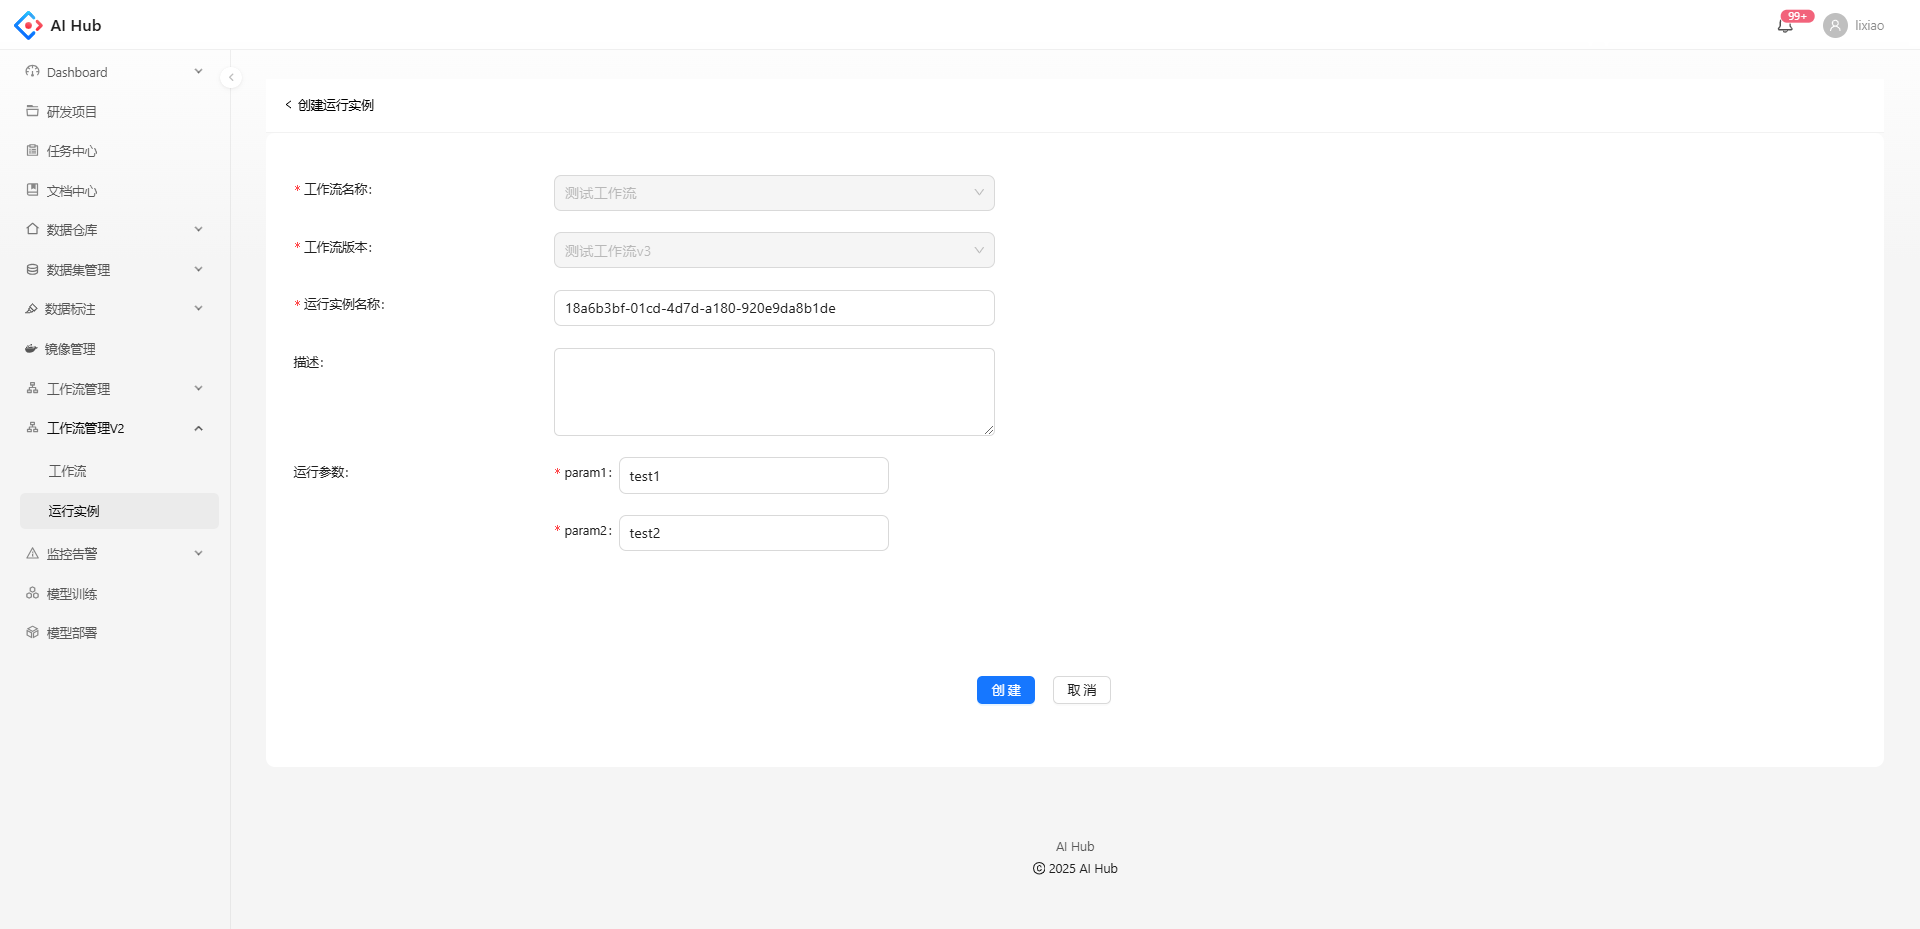 AI Hub
99+
lixiao
Dashboard
研发项目
任务中心
文档中心
数据仓库
数据集管理
数据标注
镜像管理
工作流管理
工作流管理V2
工作流
运行实例
监控告警
模型训练
模型部署
< 创建运行实例
* 工作流名称:
测试工作流
* 工作流版本:
测试工作流v3
* 运行实例名称:
18a6b3bf-01cd-4d7d-a180-920e9da8b1de
描述:
运行参数:
* param1:
test1
* param2:
test2
创 建
取 消
AI Hub
© 2025 AI Hub